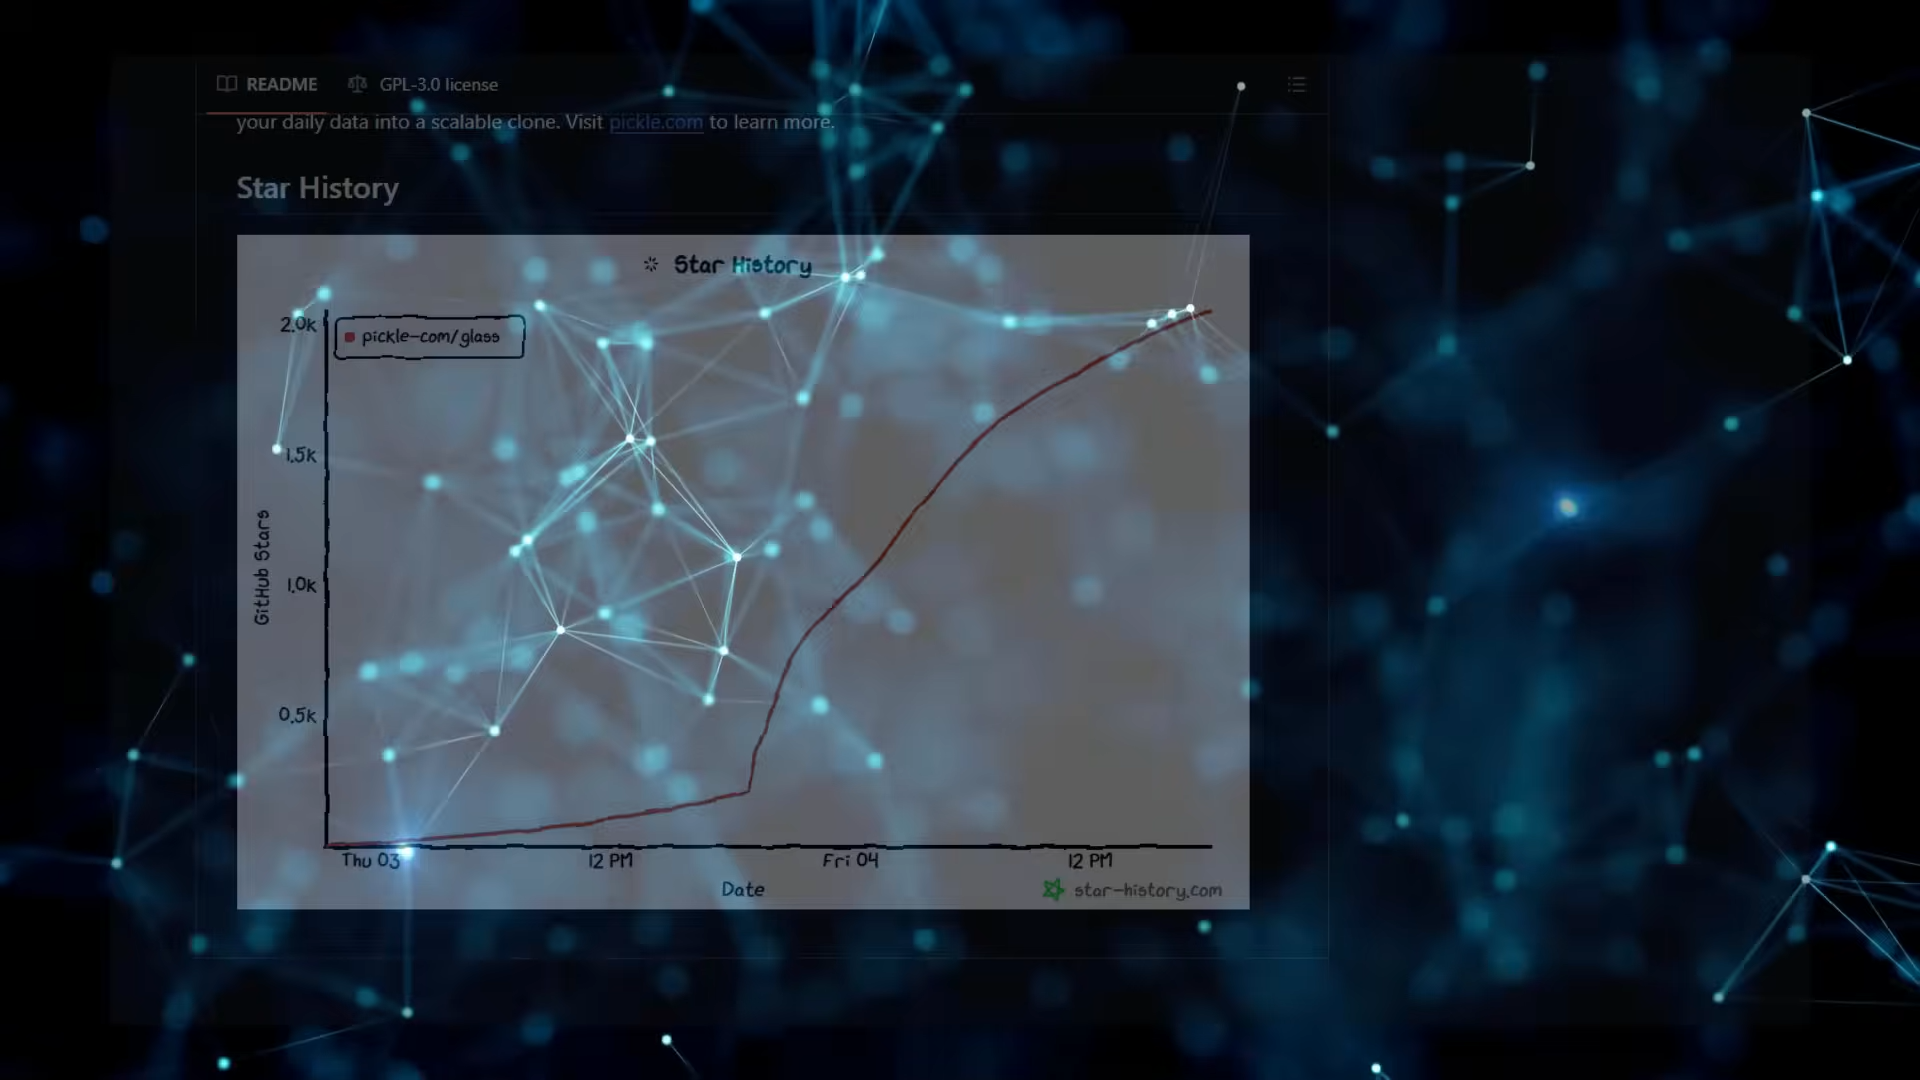 README
GPL-3.0 license
your daily data into a scalable clone. Visit pickle.com to learn more.
Star History
Star History
pickle-com/glass
2.0k
1.5k
1.0k
0.5k
GitHub Stars
Thu 03
12 PM
Fri 04
12 PM
Date
star-history.com